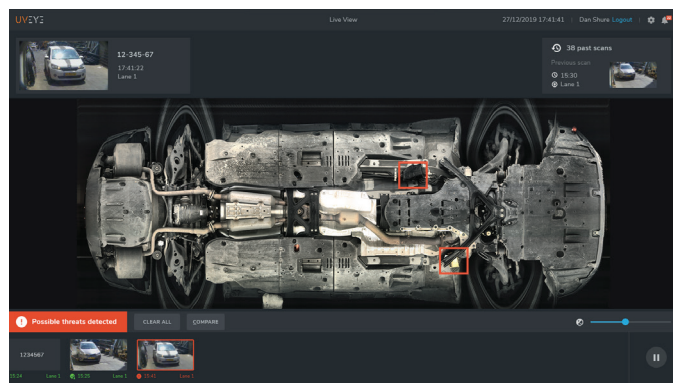 UVEYE
Live View
27/12/2019 17:41:41
Dan Shure Logout
12-345-67
17:41:22
Lane 1
38 past scans
Previous scan
15:30
Lane 1
Possible threats detected
CLEAR ALL
COMPARE
1234567
15:24 Lane 1
15:35 Lane 1
15:41 Lane 1